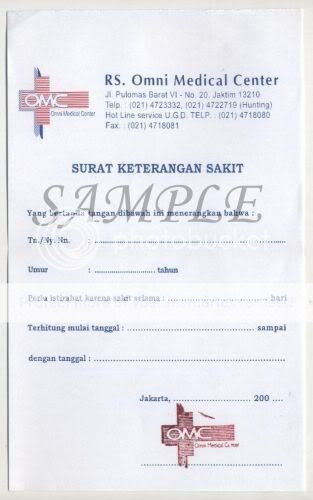 RS. Omni Medical Center
Jl. Pulomas Barat VI - No. 20. Jaktim 13210
Telp. : (021) 4723332, (021) 4722719 (Hunting)
Hot Line service U.G.D. TELP. : (021) 4718080
Fax. : (021) 4718081
OMC
Omni Medical Center
SURAT KETERANGAN SAKIT
SAMPLE
Yang bertanda tangan dibawah ini menerangkan bahwa :
Tn./Ny./Nn. : ............................................................
Umur : ........................... tahun
Perlu istirahat karena sakit selama : ............................ hari
Terhitung mulai tanggal : ...................................... sampai
dengan tanggal : ............................................................
Jakarta, ........................... 200 ....
OMC
Omni Medical Center
..............................................